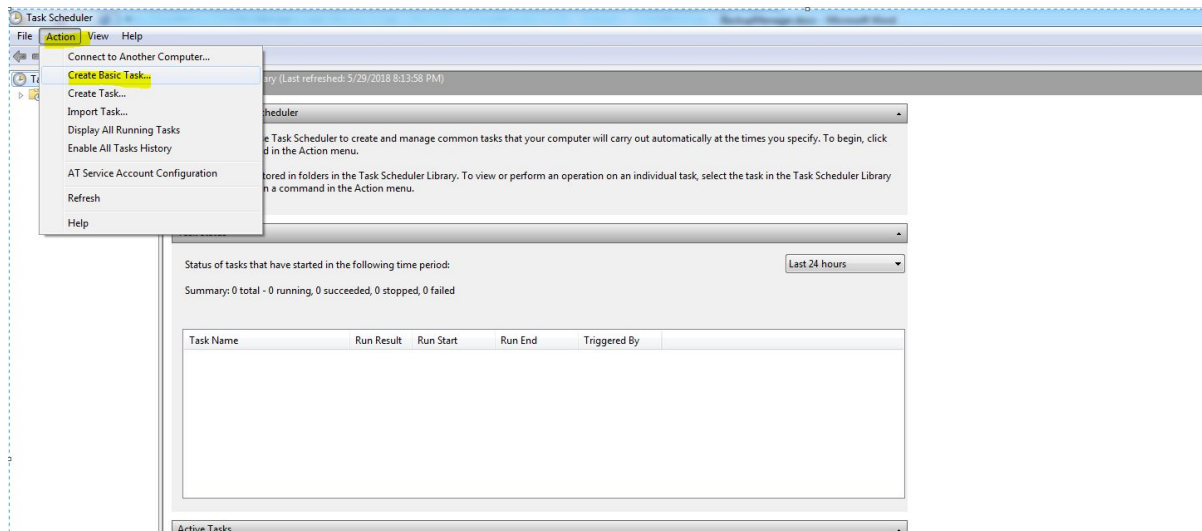 Task Scheduler
File Action View Help
Connect to Another Computer...
Create Basic Task...
Create Task...
Import Task...
Display All Running Tasks
Enable All Tasks History
AT Service Account Configuration
Refresh
Help
(Last refreshed: 5/29/2018 8:13:58 PM)
Task Scheduler to create and manage common tasks that your computer will carry out automatically at the times you specify. To begin, click
in the Action menu.
in folders in the Task Scheduler Library. To view or perform an operation on an individual task, select the task in the Task Scheduler Library
a command in the Action menu.
Status of tasks that have started in the following time period:
Last 24 hours
Summary: 0 total - 0 running, 0 succeeded, 0 stopped, 0 failed
Task Name Run Result Run Start Run End Triggered By
Active Tasks